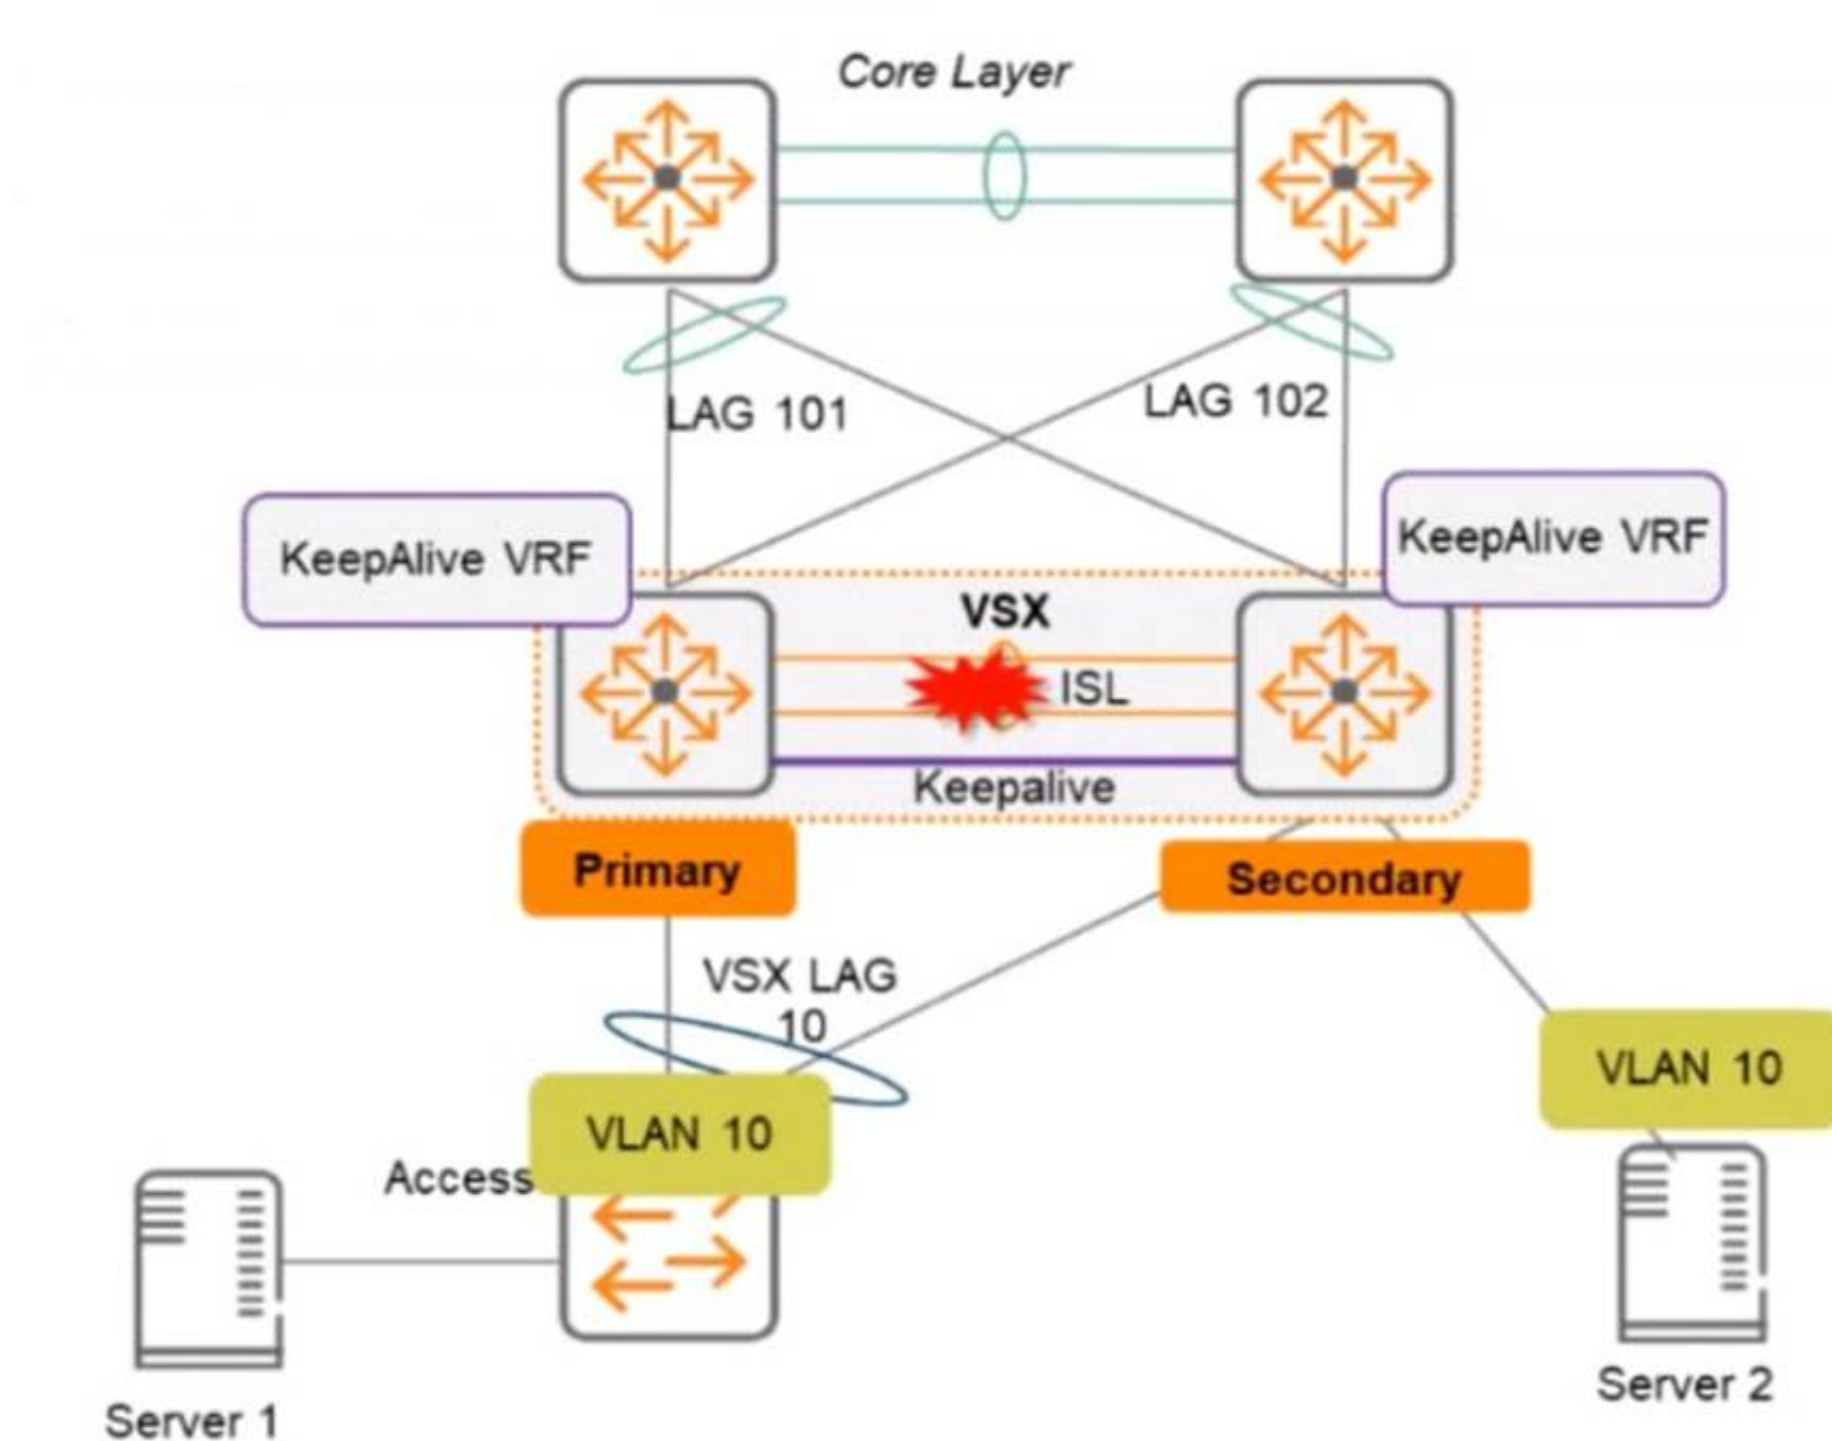 Core Layer
LAG 101
LAG 102
KeepAlive VRF
KeepAlive VRF
VSX
ISL
Keepalive
Primary
Secondary
VSX LAG
10
VLAN 10
VLAN 10
Access
Server 1
Server 2